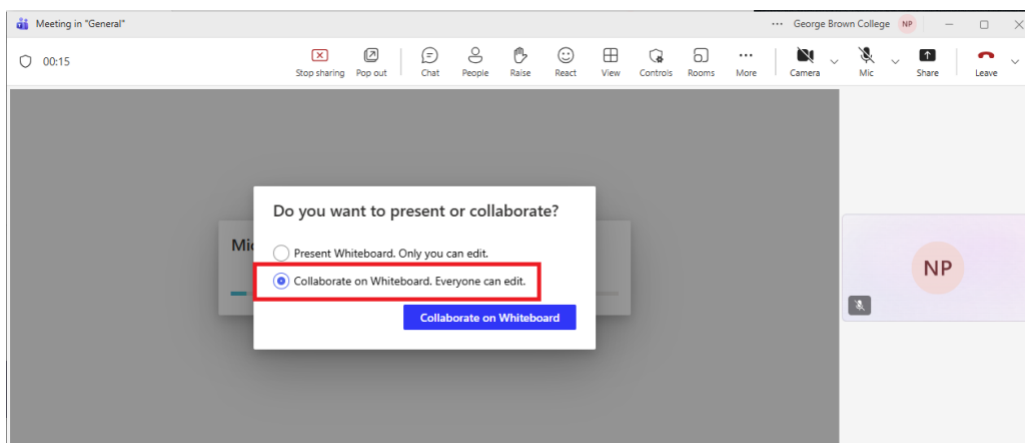 Meeting in "General"
··· George Brown College NP
00:15
Stop sharing Pop out Chat People Raise React View Controls Rooms More Camera Mic Share Leave
Do you want to present or collaborate?
Mic
Present Whiteboard. Only you can edit.
Collaborate on Whiteboard. Everyone can edit.
Collaborate on Whiteboard
NP